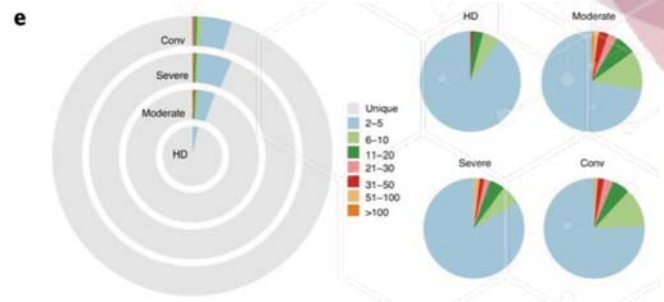 e
Conv
Severe
Moderate
HD
Unique
2–5
6–10
11–20
21–30
31–50
51–100
>100
HD
Moderate
Severe
Conv